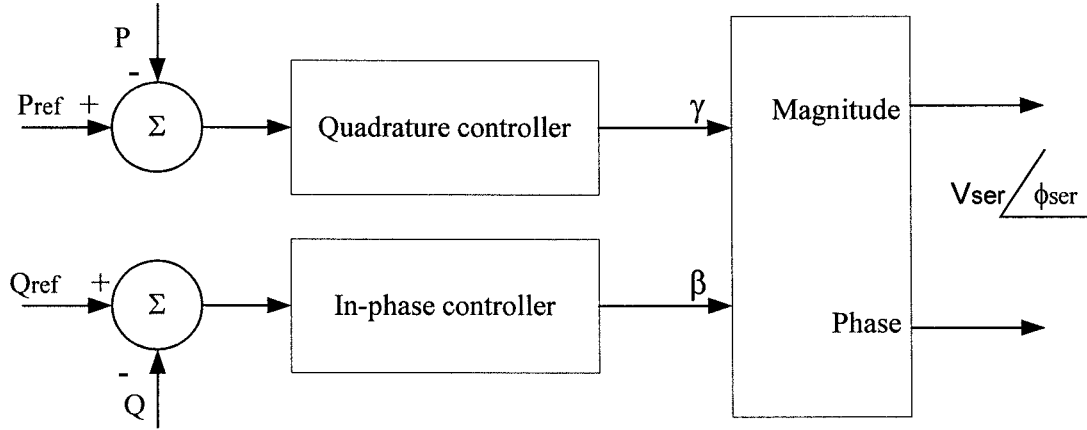 P
-
Pref +
Σ
Quadrature controller
γ
Magnitude
Vser ϕser
Qref +
Σ
In-phase controller
β
Phase
-
Q